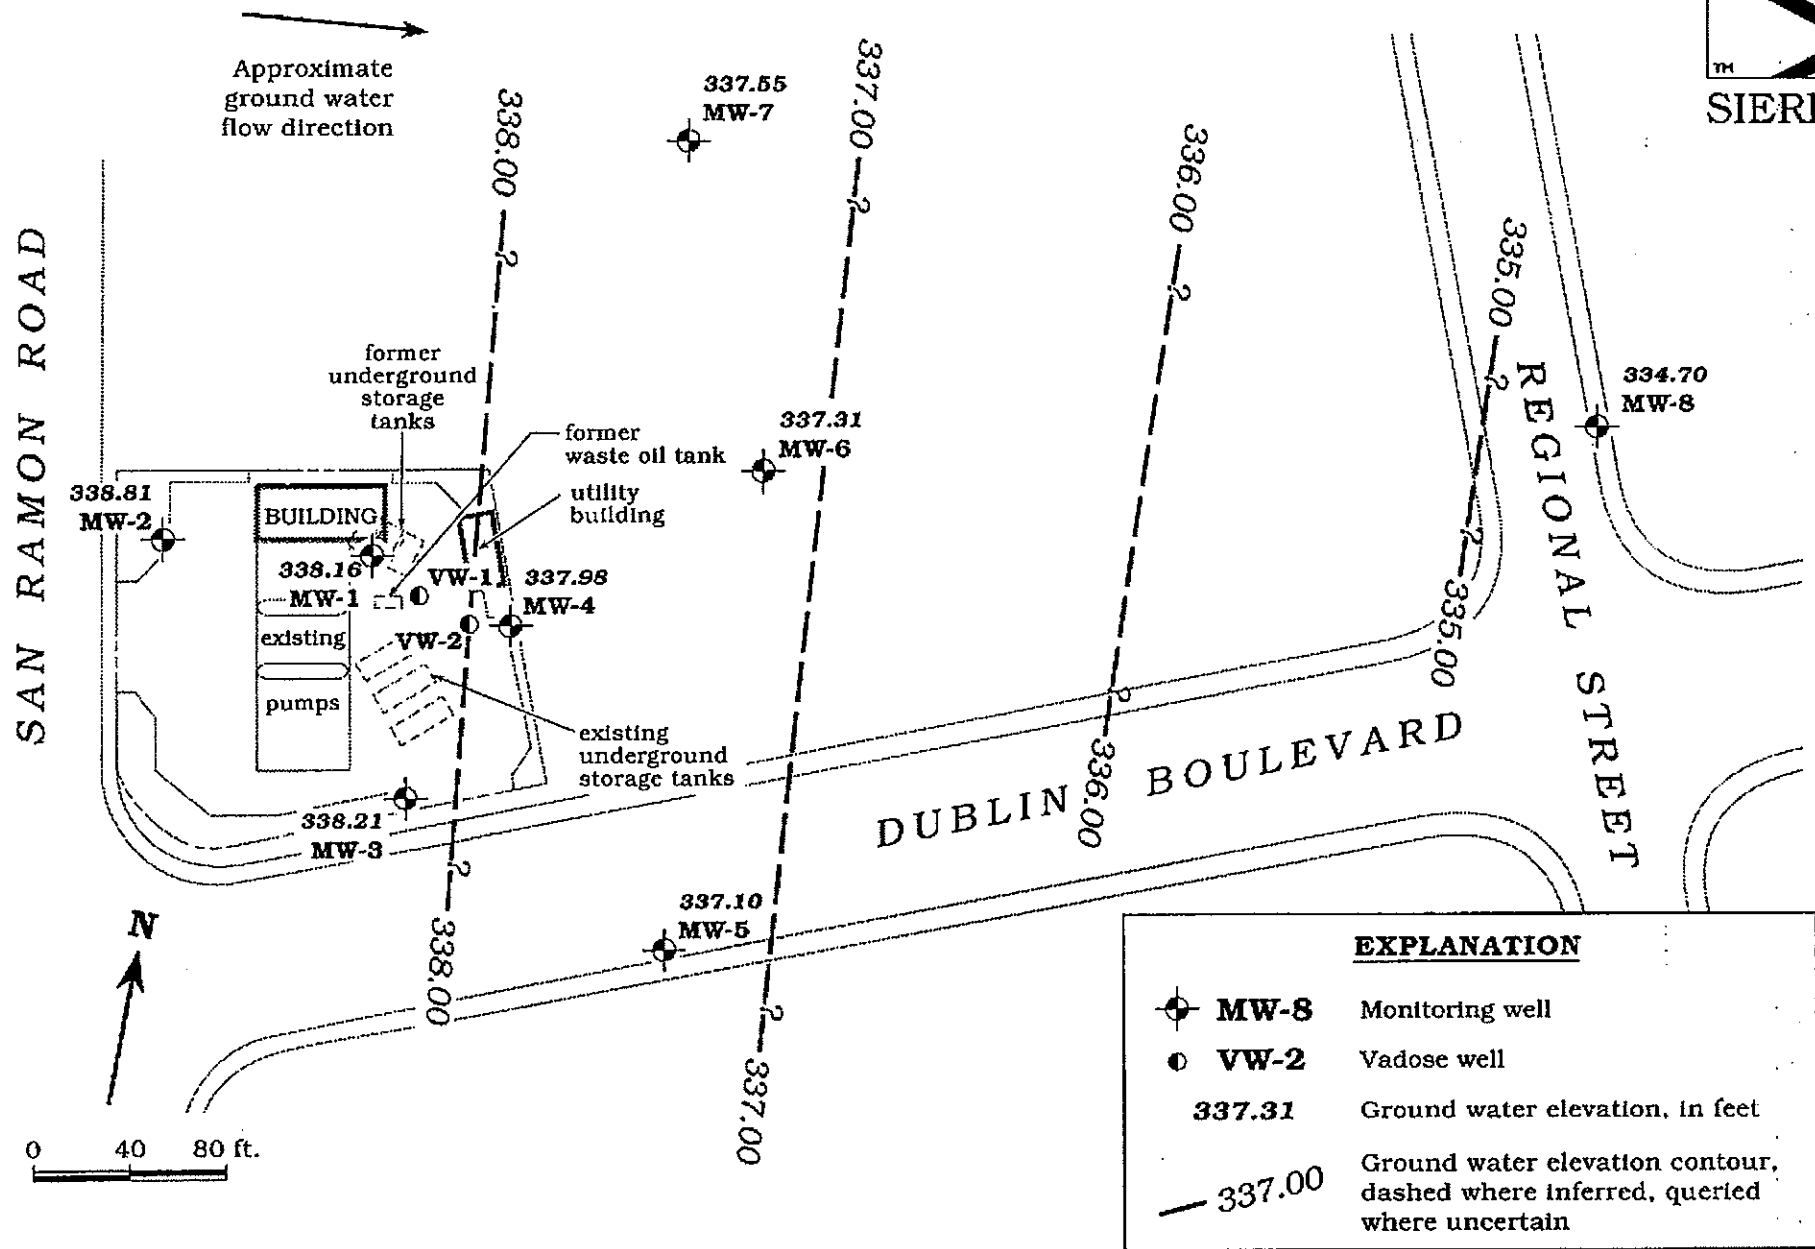 Approximate
ground water
flow direction
338.00
337.55
MW-7
337.00
336.00
335.00
TM
SIER
SAN RAMON ROAD
former
underground
storage
tanks
former
waste oil tank
utility
building
337.31
MW-6
334.70
MW-8
REGIONAL STREET
338.81
MW-2
BUILDING
338.16
MW-1
VW-1
337.98
MW-4
VW-2
existing
pumps
existing
underground
storage tanks
338.21
MW-3
337.10
MW-5
DUBLIN BOULEVARD
?
?
?
?
?
?
?
?
?
338.00
337.00
336.00
335.00
N
0 40 80 ft.
EXPLANATION
MW-8 Monitoring well
VW-2 Vadose well
337.31 Ground water elevation, in feet
337.00 Ground water elevation contour,
dashed where inferred, queried
where uncertain